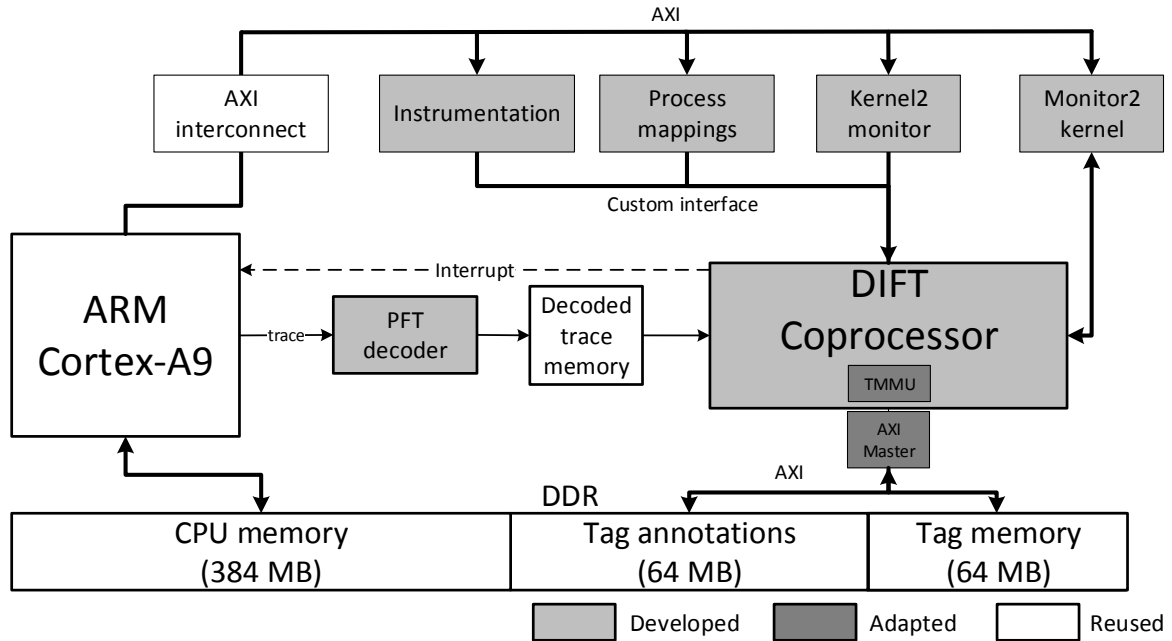 AXI
AXI
interconnect
Instrumentation
Process
mappings
Kernel2
monitor
Monitor2
kernel
Custom interface
ARM
Cortex-A9
Interrupt
trace
PFT
decoder
Decoded
trace
memory
DIFT
Coprocessor
TMMU
AXI
Master
AXI
DDR
CPU memory
(384 MB)
Tag annotations
(64 MB)
Tag memory
(64 MB)
Developed
Adapted
Reused